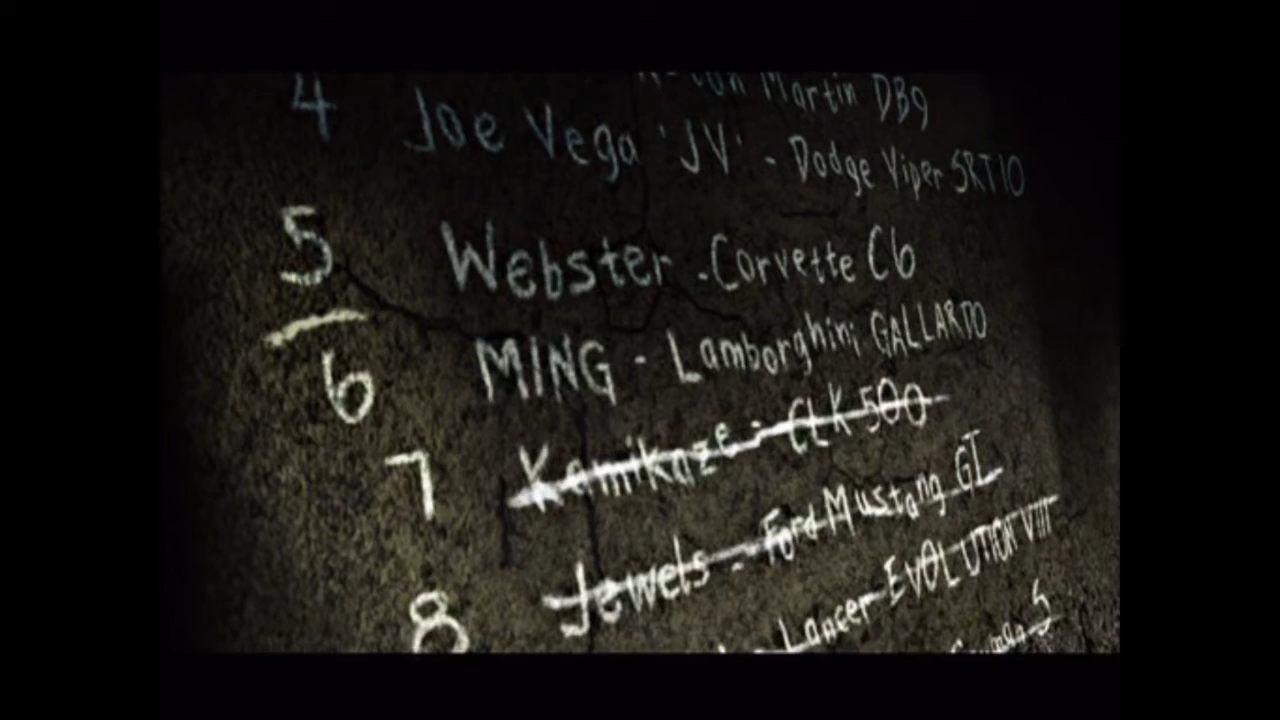 Martin DB9
4 Joe Vega 'JV' - Dodge Viper SRT10
5 Webster - Corvette C6
6 MING - Lamborghini GALLARDO
7 Kamikaze - CLK 500
8 Jewels - Ford Mustang GT
Lancer EVOLUTION VIII